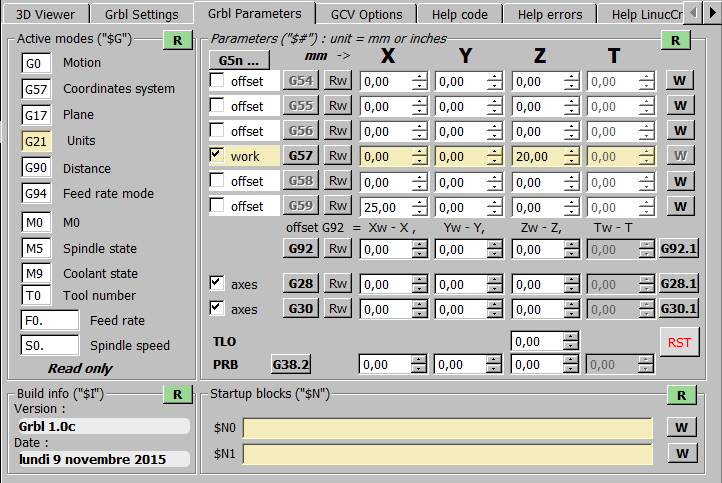 3D Viewer Grbl Settings Grbl Parameters GCV Options Help code Help errors Help LinucCn
Active modes ("$G") R
G0 Motion
G57 Coordinates system
G17 Plane
G21 Units
G90 Distance
G94 Feed rate mode
M0 M0
M5 Spindle state
M9 Coolant state
T0 Tool number
F0. Feed rate
S0. Spindle speed
Read only
Parameters ("$#") : unit = mm or inches R
G5n ... mm -> X Y Z T
offset G54 Rw 0,00 0,00 0,00 0,00 W
offset G55 Rw 0,00 0,00 0,00 0,00 W
offset G56 Rw 0,00 0,00 0,00 0,00 W
work G57 Rw 0,00 0,00 20,00 0,00 W
offset G58 Rw 0,00 0,00 0,00 0,00 W
offset G59 Rw 25,00 0,00 0,00 0,00 W
offset G92 = Xw - X , Yw - Y, Zw - Z, Tw - T
G92 Rw 0,00 0,00 0,00 0,00 G92.1
axes G28 Rw 0,00 0,00 0,00 0,00 G28.1
axes G30 Rw 0,00 0,00 0,00 0,00 G30.1
TLO 0,00 RST
PRB G38.2 0,00 0,00 0,00 0,00
Build info ("$I") R
Version :
Grbl 1.0c
Date :
lundi 9 novembre 2015
Startup blocks ("$N") R
$N0 W
$N1 W